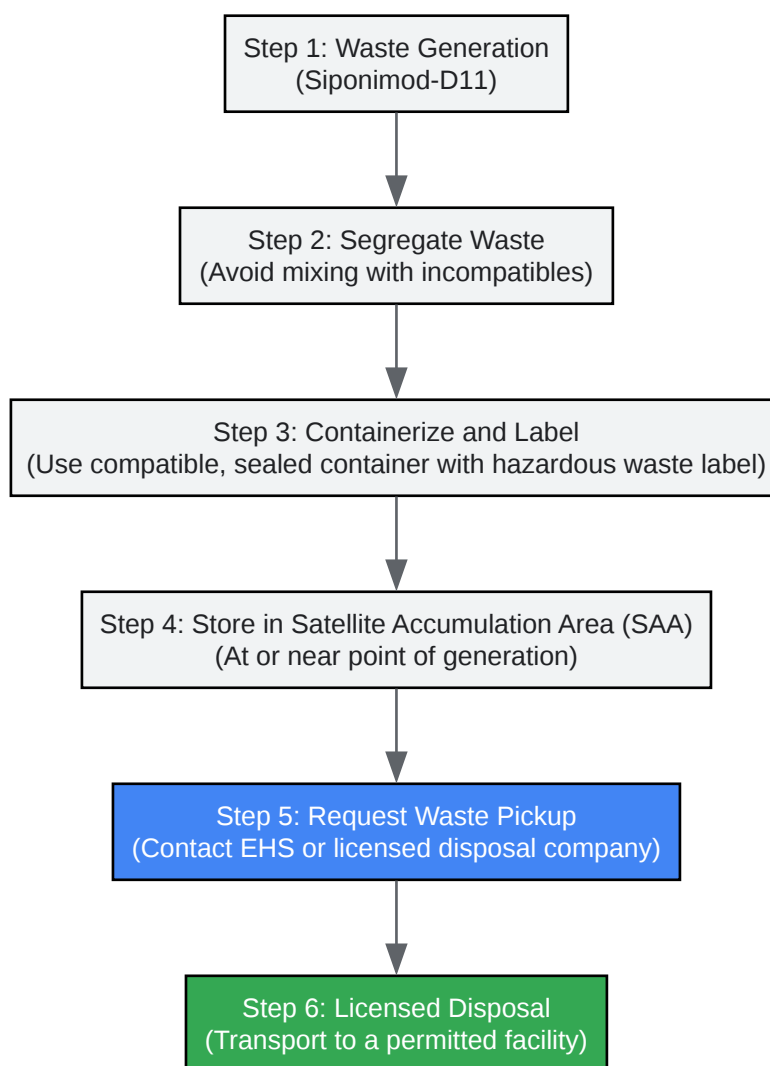 Step 1: Waste Generation
(Siponimod-D11)
Step 2: Segregate Waste
(Avoid mixing with incompatibles)
Step 3: Containerize and Label
(Use compatible, sealed container with hazardous waste label)
Step 4: Store in Satellite Accumulation Area (SAA)
(At or near point of generation)
Step 5: Request Waste Pickup
(Contact EHS or licensed disposal company)
Step 6: Licensed Disposal
(Transport to a permitted facility)